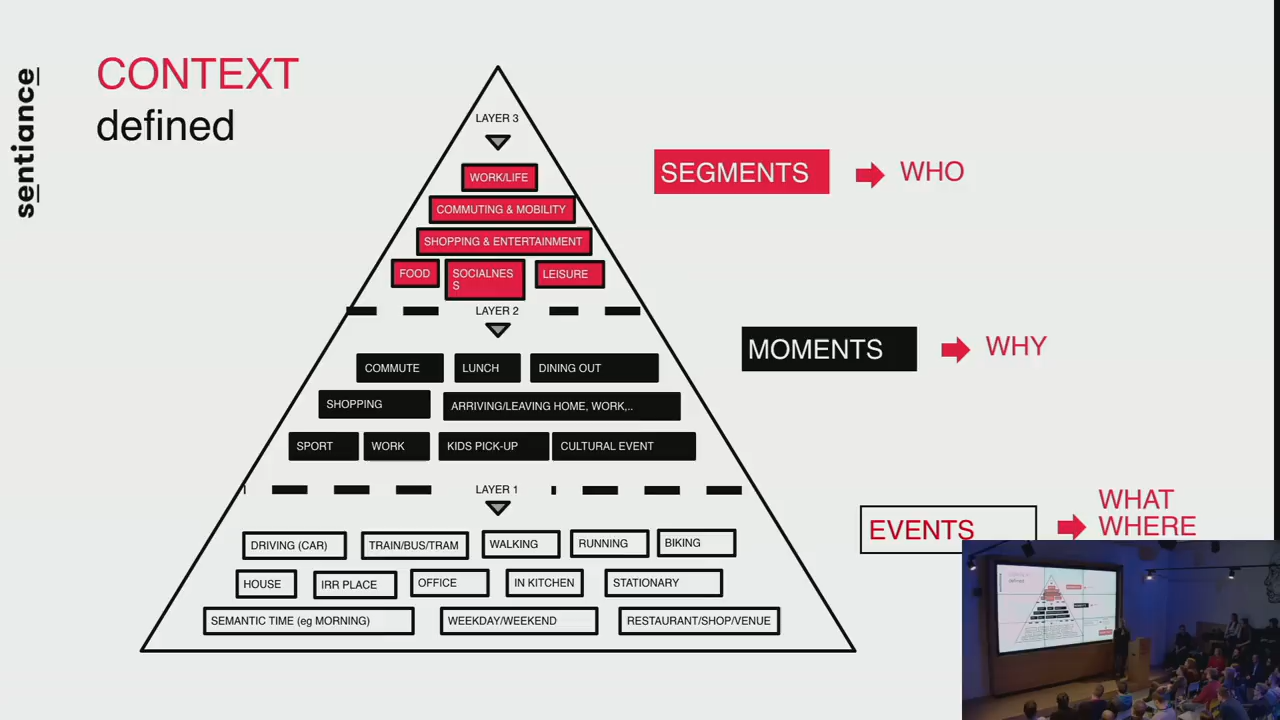 sentiance
CONTEXT
defined
LAYER 3
WORK/LIFE
COMMUTING & MOBILITY
SHOPPING & ENTERTAINMENT
FOOD
SOCIALNES
S
LEISURE
SEGMENTS
WHO
LAYER 2
COMMUTE
LUNCH
DINING OUT
SHOPPING
ARRIVING/LEAVING HOME, WORK,..
SPORT
WORK
KIDS PICK-UP
CULTURAL EVENT
MOMENTS
WHY
LAYER 1
DRIVING (CAR)
TRAIN/BUS/TRAM
WALKING
RUNNING
BIKING
HOUSE
IRR PLACE
OFFICE
IN KITCHEN
STATIONARY
SEMANTIC TIME (eg MORNING)
WEEKDAY/WEEKEND
RESTAURANT/SHOP/VENUE
EVENTS
WHAT
WHERE
defined